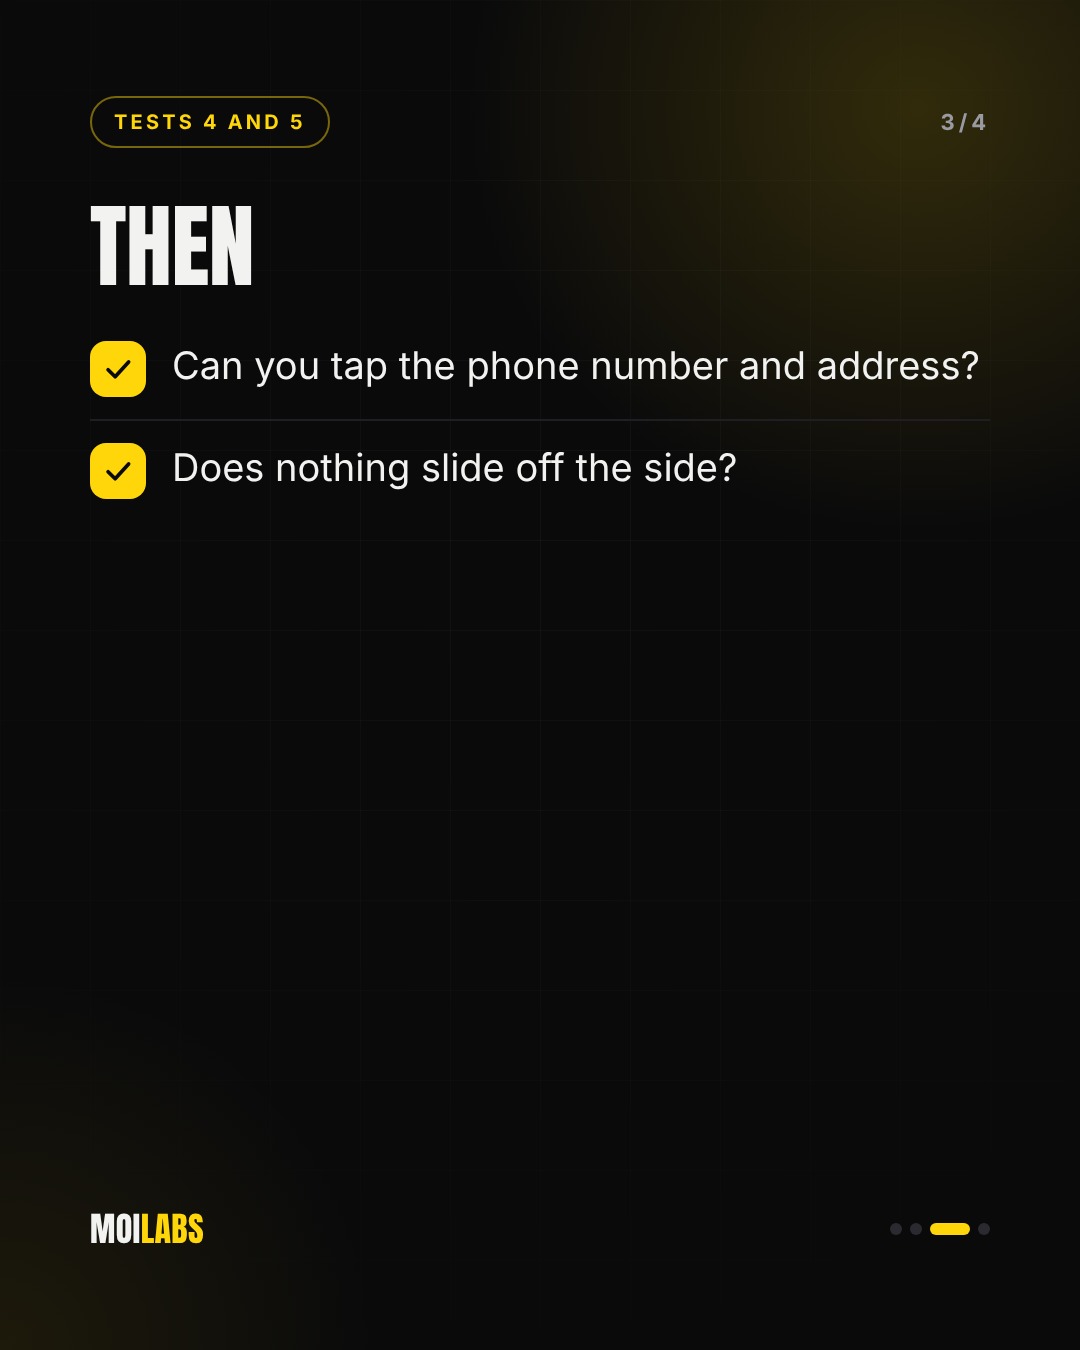 TESTS 4 AND 5
3/4
THEN
Can you tap the phone number and address?
Does nothing slide off the side?
MOILABS